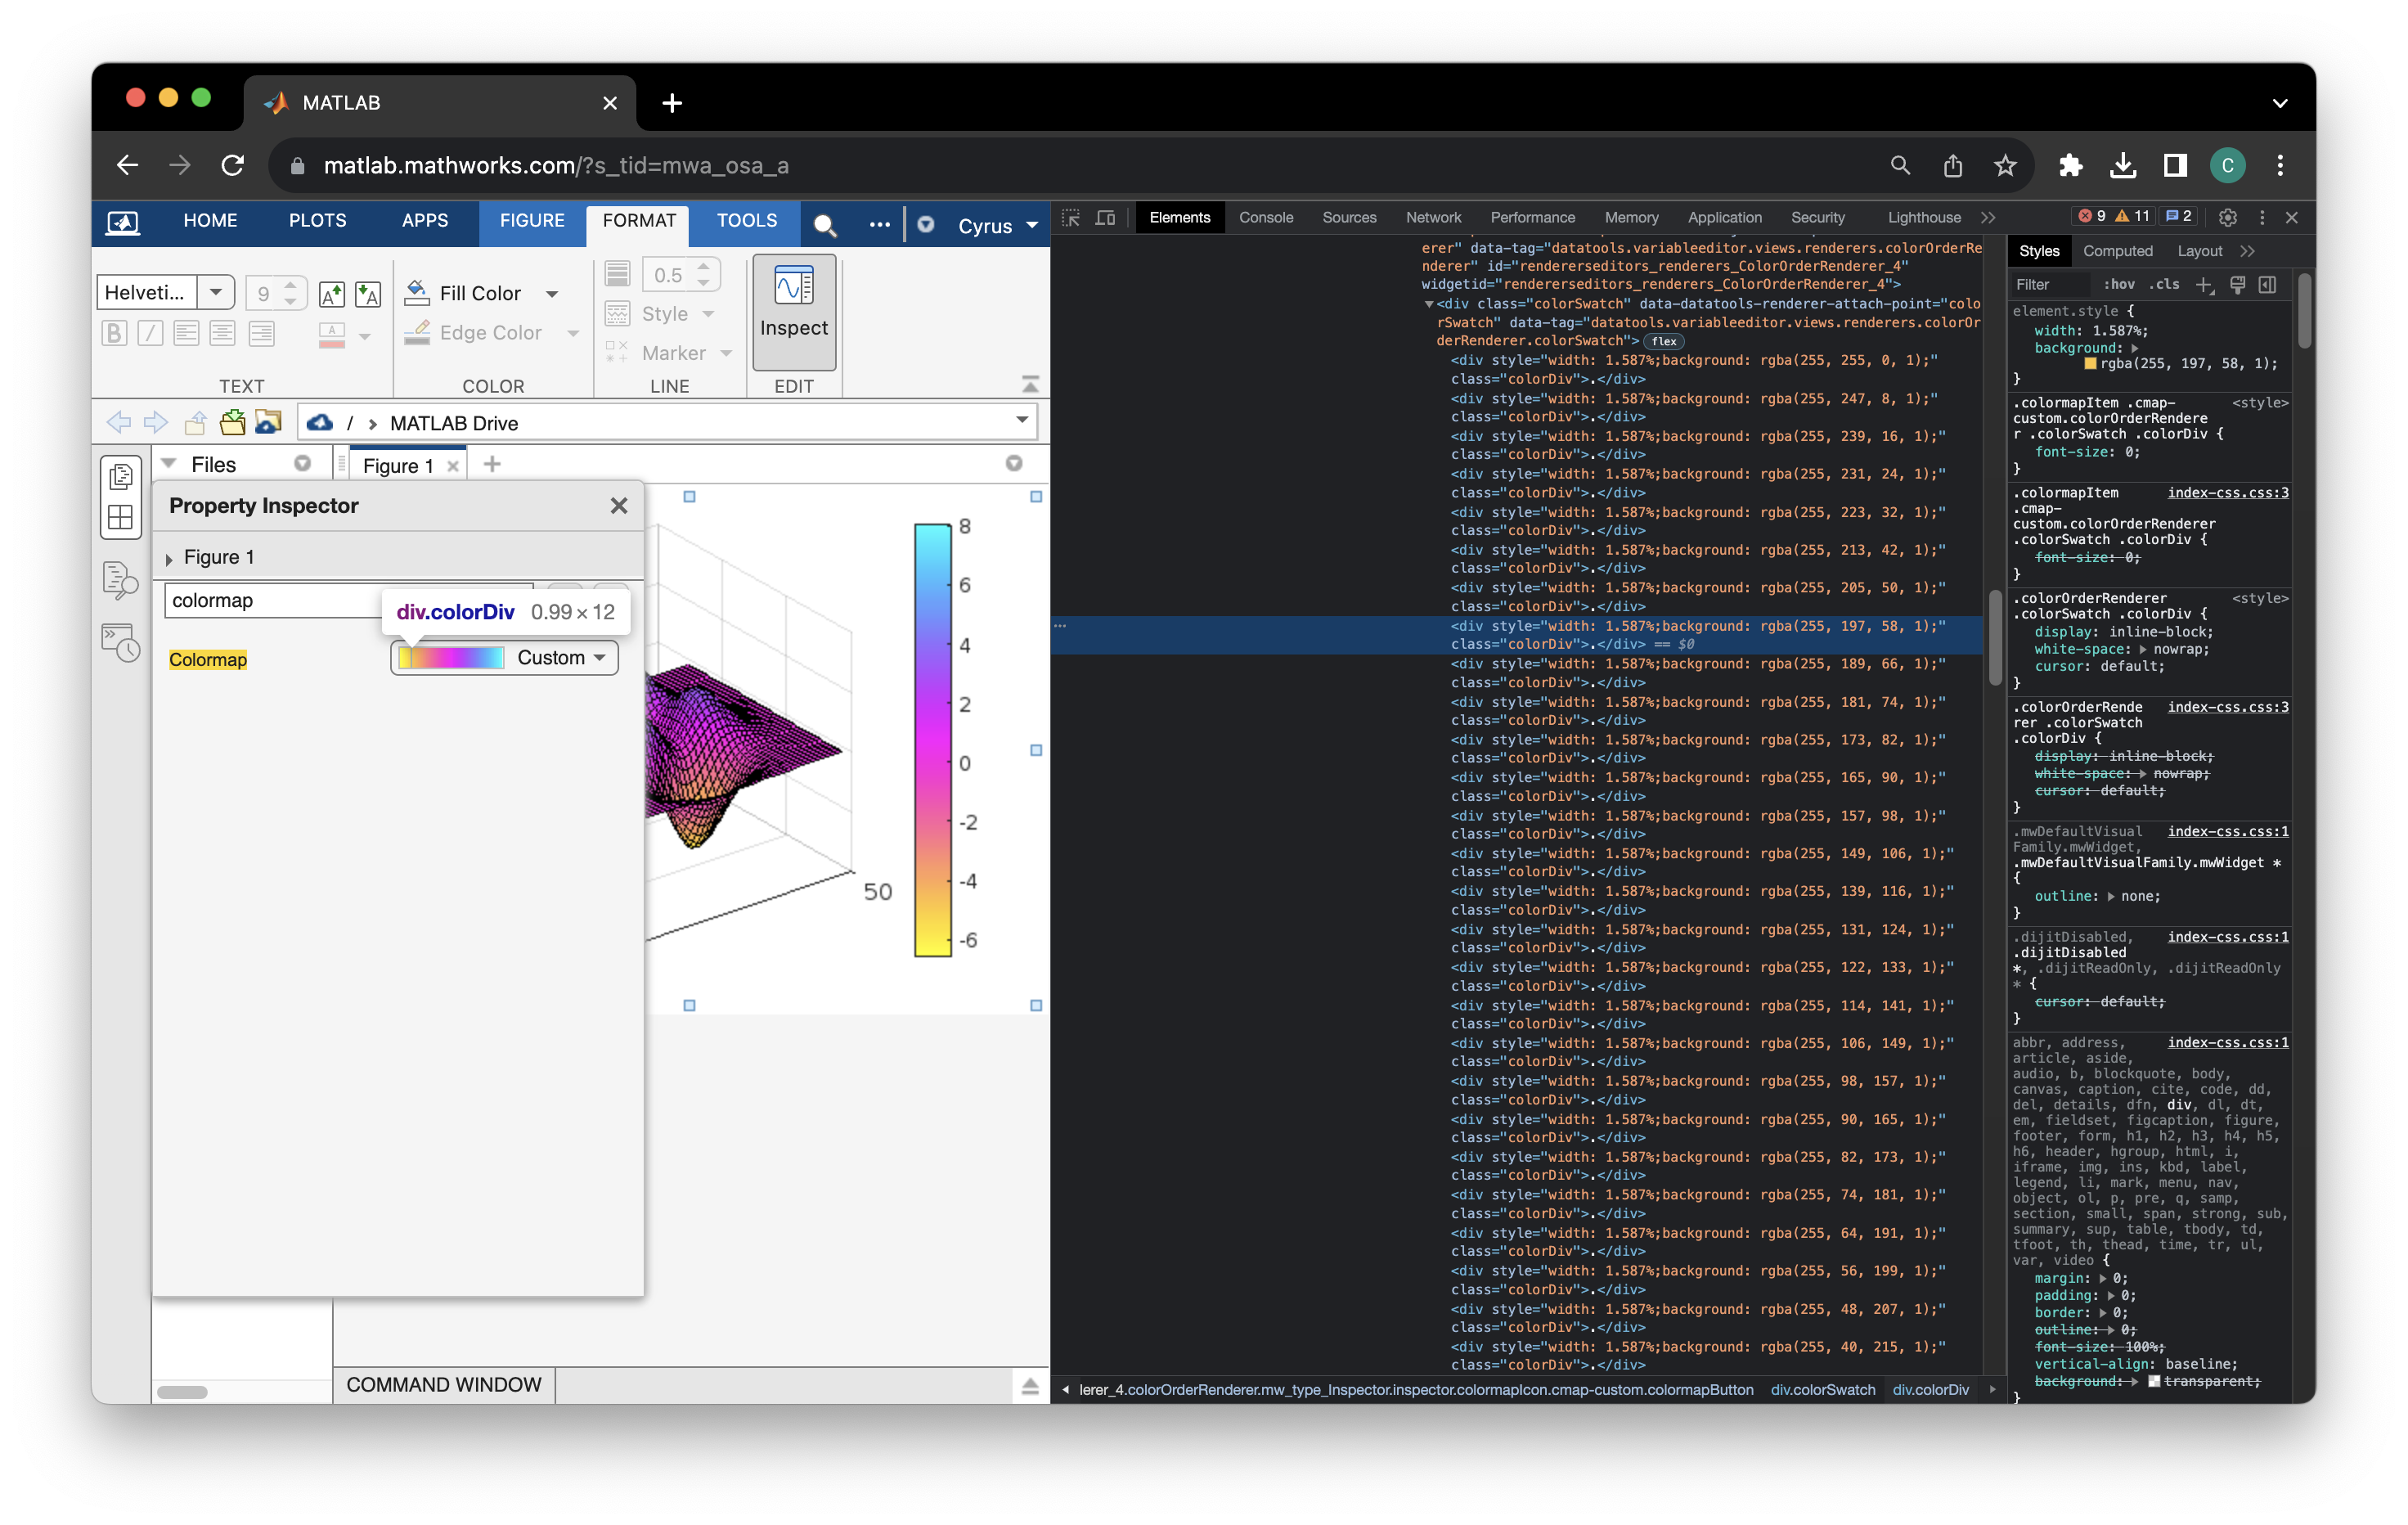 MATLAB
matlab.mathworks.com/?s_tid=mwa_osa_a
C
HOME
PLOTS
APPS
FIGURE
FORMAT
TOOLS
Cyrus
Helveti...
9
Fill Color
Edge Color
0.5
Style
Marker
Inspect
TEXT
COLOR
LINE
EDIT
/ > MATLAB Drive
Files
Figure 1
Property Inspector
Figure 1
colormap
div.colorDiv 0.99 × 12
Colormap
Custom
8
6
4
2
0
-2
-4
-6
50
COMMAND WINDOW
Elements
Console
Sources
Network
Performance
Memory
Application
Security
Lighthouse
9
11
2
erer" data-tag="datatools.variableeditor.views.renderers.colorOrderRe
nderer" id="rendererseditors_renderers_ColorOrderRenderer_4"
widgetid="rendererseditors_renderers_ColorOrderRenderer_4">
<div class="colorSwatch" data-datatools-renderer-attach-point="colo
rSwatch" data-tag="datatools.variableeditor.views.renderers.colorOr
derRenderer.colorSwatch"> flex
<div style="width: 1.587%;background: rgba(255, 255, 0, 1);"
class="colorDiv">.</div>
<div style="width: 1.587%;background: rgba(255, 247, 8, 1);"
class="colorDiv">.</div>
<div style="width: 1.587%;background: rgba(255, 239, 16, 1);"
class="colorDiv">.</div>
<div style="width: 1.587%;background: rgba(255, 231, 24, 1);"
class="colorDiv">.</div>
<div style="width: 1.587%;background: rgba(255, 223, 32, 1);"
class="colorDiv">.</div>
<div style="width: 1.587%;background: rgba(255, 213, 42, 1);"
class="colorDiv">.</div>
<div style="width: 1.587%;background: rgba(255, 205, 50, 1);"
class="colorDiv">.</div>
<div style="width: 1.587%;background: rgba(255, 197, 58, 1);"
class="colorDiv">.</div> == $0
<div style="width: 1.587%;background: rgba(255, 189, 66, 1);"
class="colorDiv">.</div>
<div style="width: 1.587%;background: rgba(255, 181, 74, 1);"
class="colorDiv">.</div>
<div style="width: 1.587%;background: rgba(255, 173, 82, 1);"
class="colorDiv">.</div>
<div style="width: 1.587%;background: rgba(255, 165, 90, 1);"
class="colorDiv">.</div>
<div style="width: 1.587%;background: rgba(255, 157, 98, 1);"
class="colorDiv">.</div>
<div style="width: 1.587%;background: rgba(255, 149, 106, 1);"
class="colorDiv">.</div>
<div style="width: 1.587%;background: rgba(255, 139, 116, 1);"
class="colorDiv">.</div>
<div style="width: 1.587%;background: rgba(255, 131, 124, 1);"
class="colorDiv">.</div>
<div style="width: 1.587%;background: rgba(255, 122, 133, 1);"
class="colorDiv">.</div>
<div style="width: 1.587%;background: rgba(255, 114, 141, 1);"
class="colorDiv">.</div>
<div style="width: 1.587%;background: rgba(255, 106, 149, 1);"
class="colorDiv">.</div>
<div style="width: 1.587%;background: rgba(255, 98, 157, 1);"
class="colorDiv">.</div>
<div style="width: 1.587%;background: rgba(255, 90, 165, 1);"
class="colorDiv">.</div>
<div style="width: 1.587%;background: rgba(255, 82, 173, 1);"
class="colorDiv">.</div>
<div style="width: 1.587%;background: rgba(255, 74, 181, 1);"
class="colorDiv">.</div>
<div style="width: 1.587%;background: rgba(255, 64, 191, 1);"
class="colorDiv">.</div>
<div style="width: 1.587%;background: rgba(255, 56, 199, 1);"
class="colorDiv">.</div>
<div style="width: 1.587%;background: rgba(255, 48, 207, 1);"
class="colorDiv">.</div>
<div style="width: 1.587%;background: rgba(255, 40, 215, 1);"
class="colorDiv">.</div>
lerer_4.colorOrderRenderer.mw_type_Inspector.inspector.colormapIcon.cmap-custom.colormapButton div.colorSwatch div.colorDiv
Styles
Computed
Layout
Filter
:hov .cls
element.style {
width: 1.587%;
background:
rgba(255, 197, 58, 1);
}
.colormapItem .cmap- <style>
custom.colorOrderRendere
r .colorSwatch .colorDiv {
font-size: 0;
}
.colormapItem index-css.css:3
.cmap-
custom.colorOrderRenderer
.colorSwatch .colorDiv {
font-size: 0;
}
.colorOrderRenderer <style>
.colorSwatch .colorDiv {
display: inline-block;
white-space: nowrap;
cursor: default;
}
.colorOrderRende index-css.css:3
rer .colorSwatch
.colorDiv {
display: inline-block;
white-space: nowrap;
cursor: default;
}
.mwDefaultVisual index-css.css:1
Family.mwWidget,
.mwDefaultVisualFamily.mwWidget *
{
outline: none;
}
.dijitDisabled, index-css.css:1
.dijitDisabled
*, .dijitReadOnly, .dijitReadOnly
* {
cursor: default;
}
abbr, address, index-css.css:1
article, aside,
audio, b, blockquote, body,
canvas, caption, cite, code, dd,
del, details, dfn, div, dl, dt,
em, fieldset, figcaption, figure,
footer, form, h1, h2, h3, h4, h5,
h6, header, hgroup, html, i,
iframe, img, ins, kbd, label,
legend, li, mark, menu, nav,
object, ol, p, pre, q, samp,
section, small, span, strong, sub,
summary, sup, table, tbody, td,
tfoot, th, thead, time, tr, ul,
var, video {
margin: 0;
padding: 0;
border: 0;
outline: 0;
font-size: 100%;
vertical-align: baseline;
background: transparent;
}